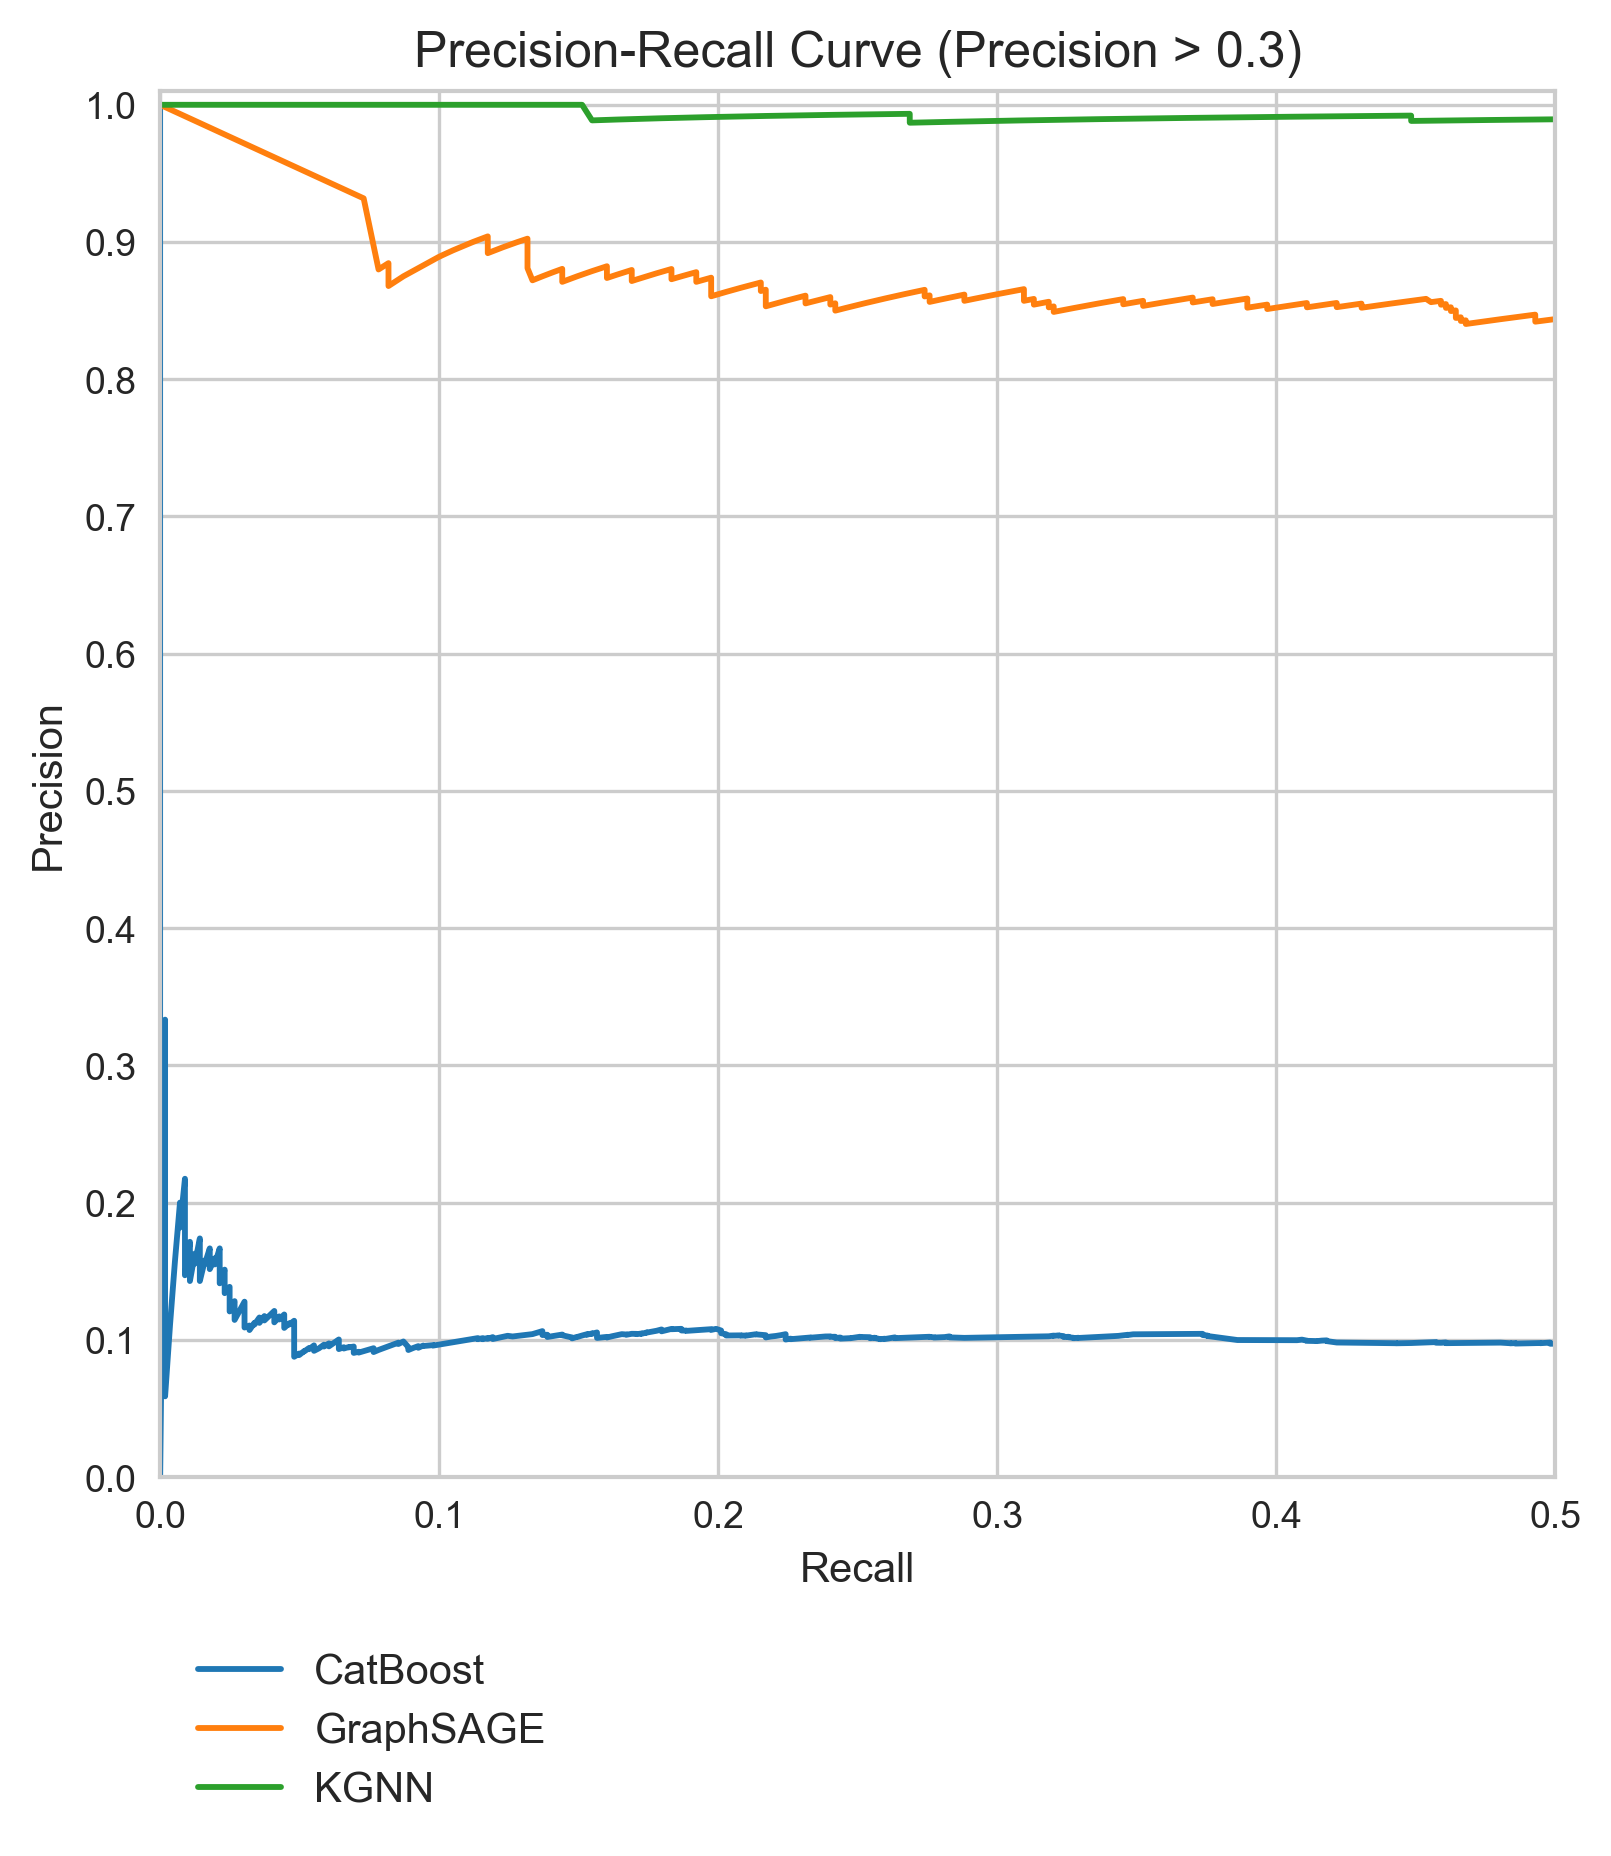 Precision-Recall Curve (Precision > 0.3)
1.0
0.9
0.8
0.7
0.6
0.5
0.4
0.3
0.2
0.1
0.0
Precision
0.0 0.1 0.2 0.3 0.4 0.5
Recall
CatBoost
GraphSAGE
KGNN